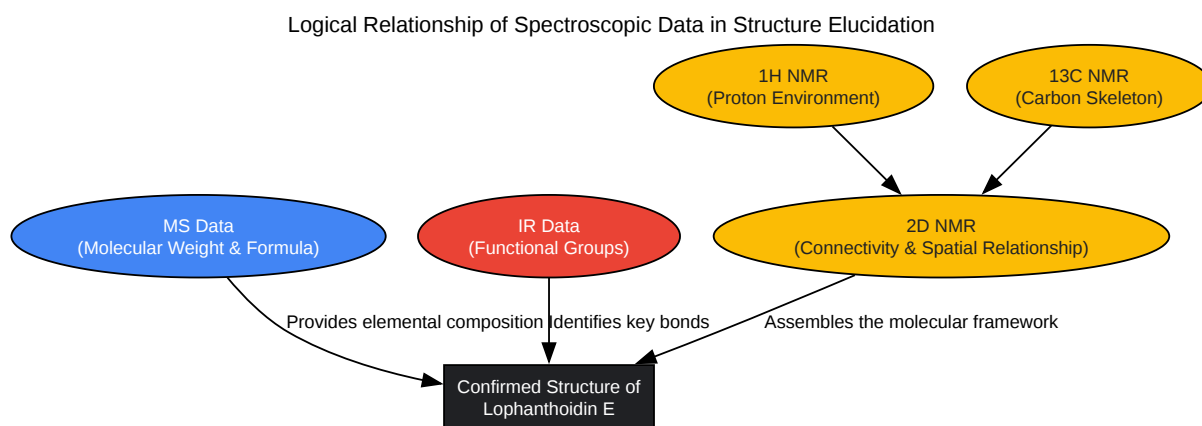 Logical Relationship of Spectroscopic Data in Structure Elucidation
1H NMR
(Proton Environment)
13C NMR
(Carbon Skeleton)
MS Data
(Molecular Weight & Formula)
IR Data
(Functional Groups)
2D NMR
(Connectivity & Spatial Relationship)
Provides elemental composition
Identifies key bonds
Assembles the molecular framework
Confirmed Structure of
Lophanthoidin E